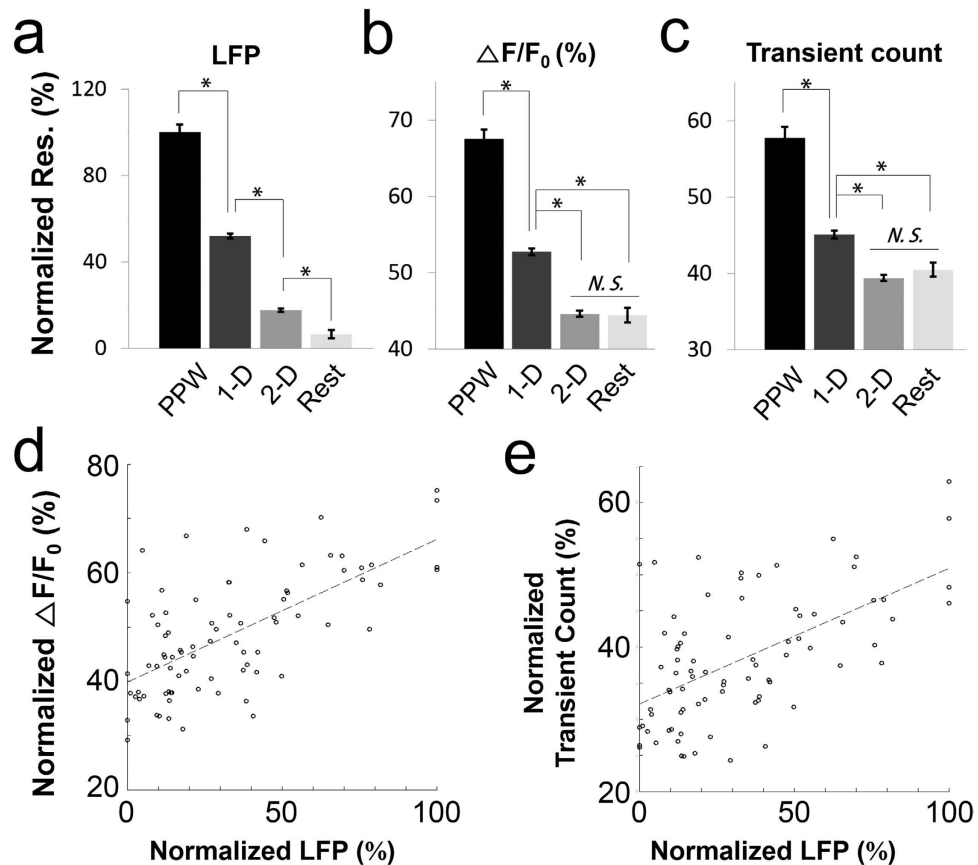 a
LFP
Normalized Res. (%)
120
80
40
0
*
*
*
PPW
1-D
2-D
Rest
b
△F/F₀ (%)
70
60
50
40
*
*
*
N. S.
PPW
1-D
2-D
Rest
c
Transient count
60
50
40
30
*
*
*
N. S.
PPW
1-D
2-D
Rest
d
Normalized △F/F₀ (%)
80
60
40
20
0
50
100
Normalized LFP (%)
e
Normalized
Transient Count (%)
60
40
20
0
50
100
Normalized LFP (%)